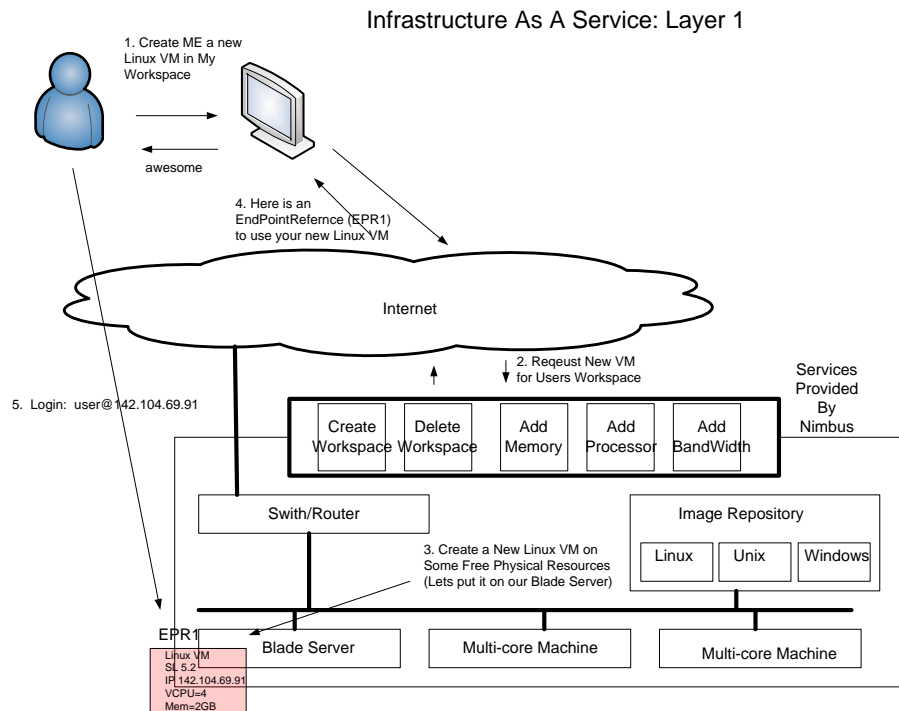 Infrastructure As A Service: Layer 1
1. Create ME a new
Linux VM in My
Workspace
awesome
4. Here is an
EndPointRefernce (EPR1)
to use your new Linux VM
Internet
2. Reqeust New VM
for Users Workspace
Services
Provided
By
Nimbus
5. Login: user@142.104.69.91
Create
Workspace
Delete
Workspace
Add
Memory
Add
Processor
Add
BandWidth
Swith/Router
Image Repository
Linux
Unix
Windows
3. Create a New Linux VM on
Some Free Physical Resources
(Lets put it on our Blade Server)
EPR1
Blade Server
Multi-core Machine
Multi-core Machine
Linux VM
SL 5.2
IP 142.104.69.91
VCPU=4
Mem=2GB